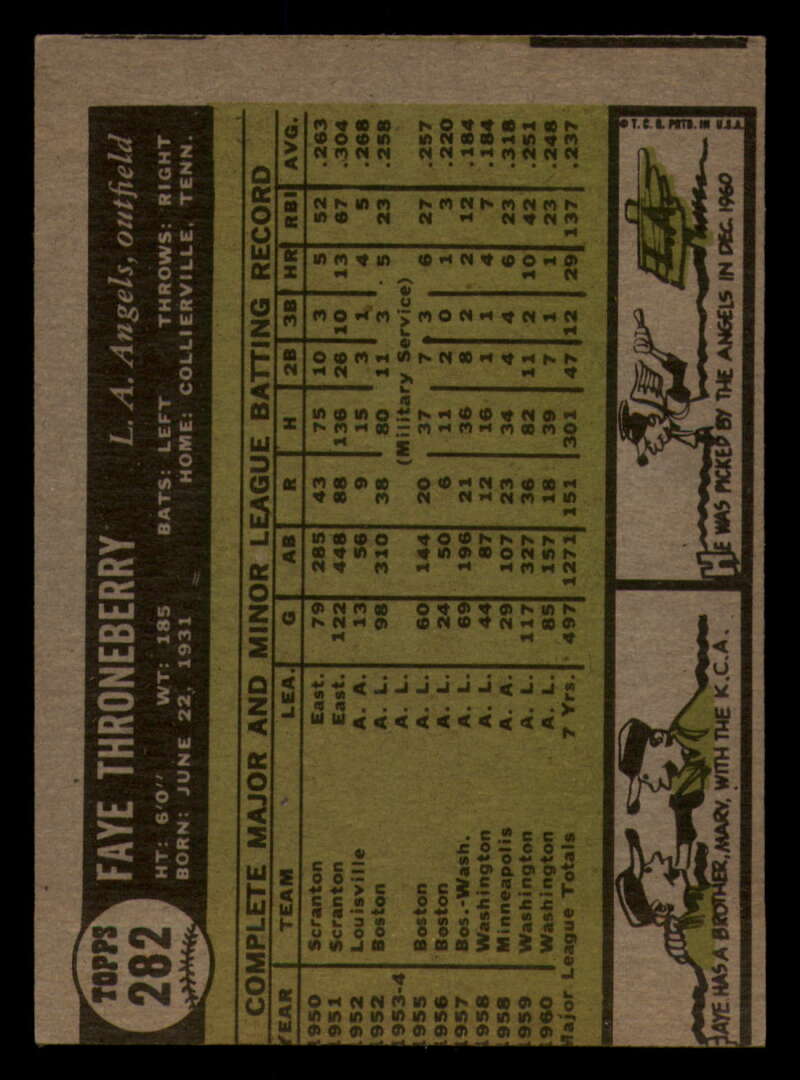 TOPPS
282
FAYE THRONEBERRY L. A. Angels, outfield
HT: 6'0" WT: 185 BATS: LEFT THROWS: RIGHT
BORN: JUNE 22, 1931 HOME: COLLIERVILLE, TENN.
COMPLETE MAJOR AND MINOR LEAGUE BATTING RECORD
YEAR TEAM LEA. G AB R H 2B 3B HR RBI AVG.
1950 Scranton East. 79 285 43 75 10 3 5 52 .263
1951 Scranton East. 122 448 88 136 26 10 13 67 .304
1952 Louisville A. A. 13 56 9 15 3 1 4 5 .268
1952 Boston A. L. 98 310 38 80 11 3 5 23 .258
1953-4 A. L. (Military Service)
1955 Boston A. L. 60 144 20 37 7 3 6 27 .257
1956 Boston A. L. 24 50 6 11 2 0 1 3 .220
1957 Bos.-Wash. A. L. 69 196 21 36 8 2 2 12 .184
1958 Washington A. L. 44 87 12 16 1 1 4 7 .184
1958 Minneapolis A. A. 29 107 23 34 4 4 6 23 .318
1959 Washington A. L. 117 327 36 82 11 2 10 42 .251
1960 Washington A. L. 85 157 18 39 7 1 1 23 .248
Major League Totals 7 Yrs. 497 1271 151 301 47 12 29 137 .237
FAYE HAS A BROTHER, MARV, WITH THE K.C.A.
HE WAS PICKED BY THE ANGELS IN DEC. 1960
© T. C. G. PRTD. IN U.S.A.